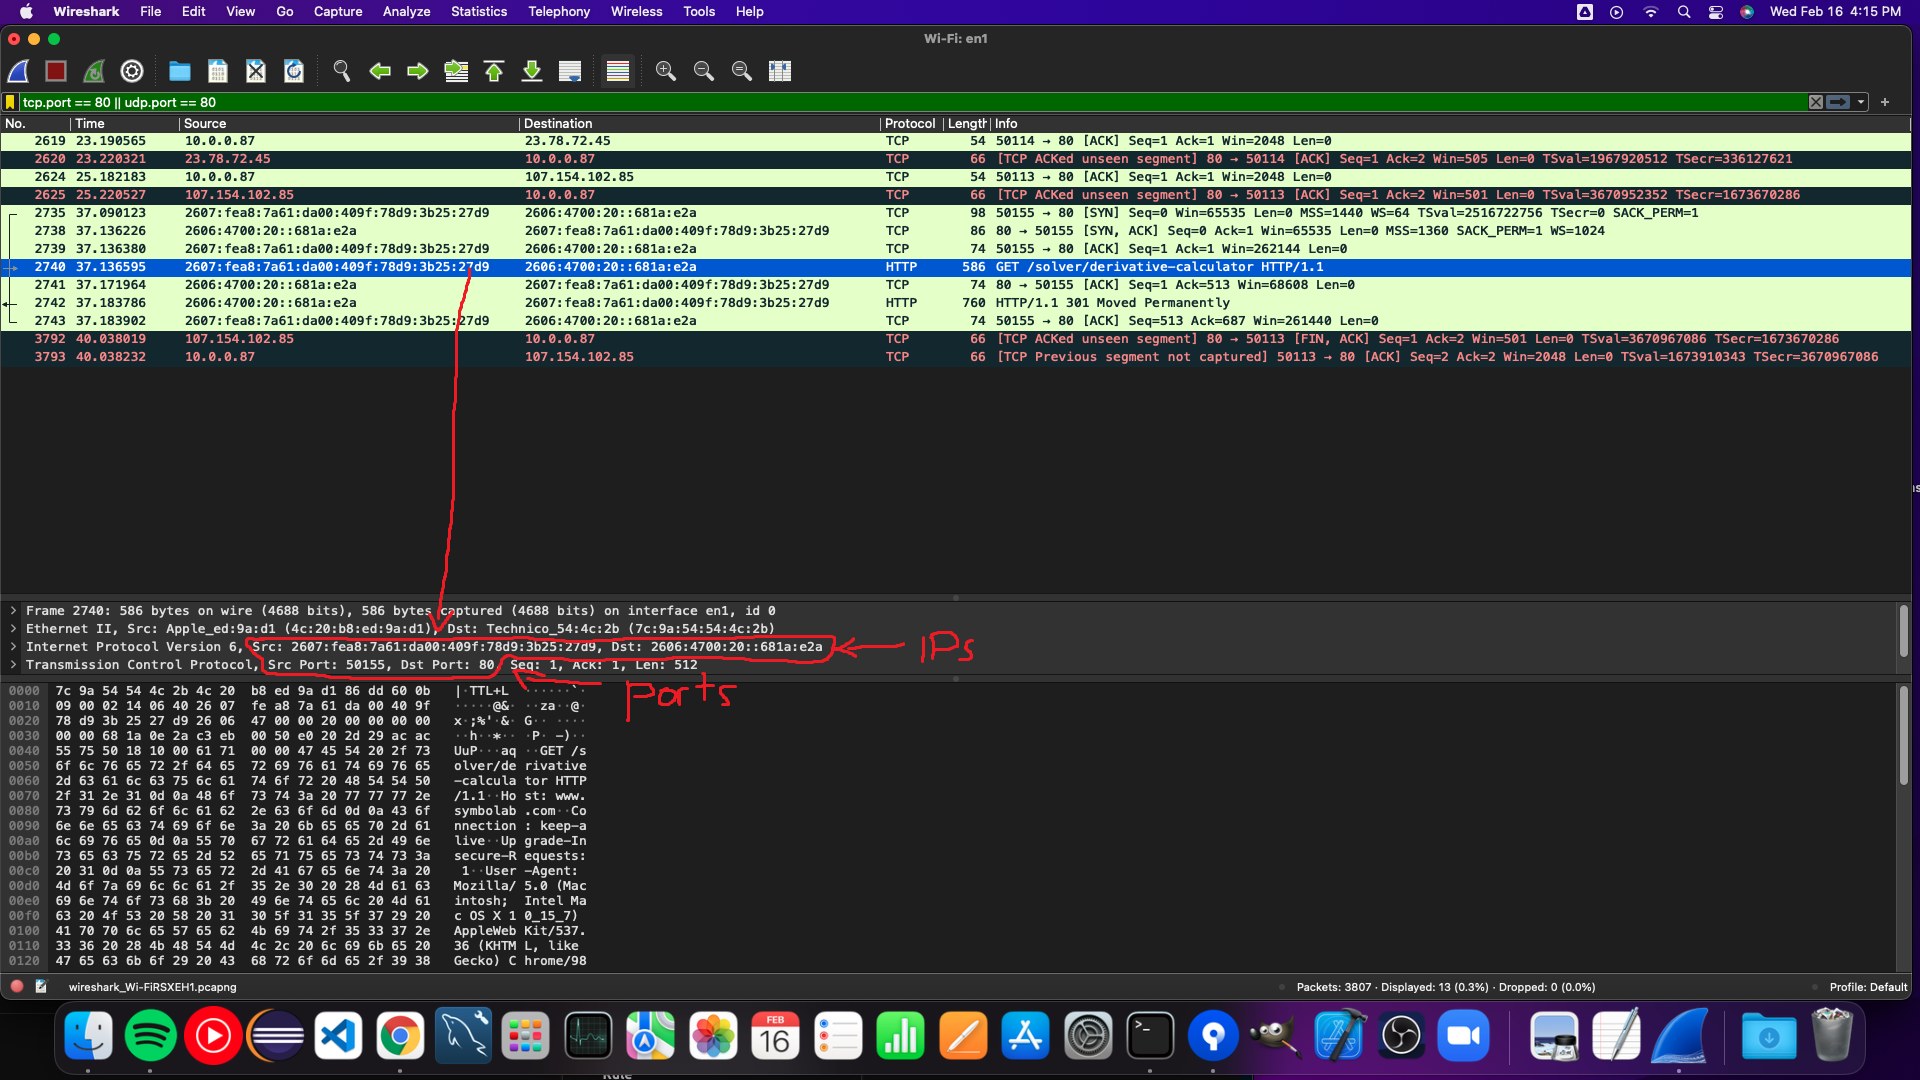 Wireshark File Edit View Go Capture Analyze Statistics Telephony Wireless Tools Help Wed Feb 16 4:15 PM
Wi-Fi: en1
tcp.port == 80 || udp.port == 80
No. Time Source Destination Protocol Length Info
2619 23.190565 10.0.0.87 23.78.72.45 TCP 54 50114 → 80 [ACK] Seq=1 Ack=1 Win=2048 Len=0
2620 23.220321 23.78.72.45 10.0.0.87 TCP 66 [TCP ACKed unseen segment] 80 → 50114 [ACK] Seq=1 Ack=2 Win=505 Len=0 TSval=1967920512 TSecr=336127621
2624 25.182183 10.0.0.87 107.154.102.85 TCP 54 50113 → 80 [ACK] Seq=1 Ack=1 Win=2048 Len=0
2625 25.220527 107.154.102.85 10.0.0.87 TCP 66 [TCP ACKed unseen segment] 80 → 50113 [ACK] Seq=1 Ack=2 Win=501 Len=0 TSval=3670952352 TSecr=1673670286
2735 37.090123 2607:fea8:7a61:da00:409f:78d9:3b25:27d9 2606:4700:20::681a:e2a TCP 98 50155 → 80 [SYN] Seq=0 Win=65535 Len=0 MSS=1440 WS=64 TSval=2516722756 TSecr=0 SACK_PERM=1
2738 37.136226 2606:4700:20::681a:e2a 2607:fea8:7a61:da00:409f:78d9:3b25:27d9 TCP 86 80 → 50155 [SYN, ACK] Seq=0 Ack=1 Win=65535 Len=0 MSS=1360 SACK_PERM=1 WS=1024
2739 37.136380 2607:fea8:7a61:da00:409f:78d9:3b25:27d9 2606:4700:20::681a:e2a TCP 74 50155 → 80 [ACK] Seq=1 Ack=1 Win=262144 Len=0
2740 37.136595 2607:fea8:7a61:da00:409f:78d9:3b25:27d9 2606:4700:20::681a:e2a HTTP 586 GET /solver/derivative-calculator HTTP/1.1
2741 37.171964 2606:4700:20::681a:e2a 2607:fea8:7a61:da00:409f:78d9:3b25:27d9 TCP 74 80 → 50155 [ACK] Seq=1 Ack=513 Win=68608 Len=0
2742 37.183786 2606:4700:20::681a:e2a 2607:fea8:7a61:da00:409f:78d9:3b25:27d9 HTTP 760 HTTP/1.1 301 Moved Permanently
2743 37.183902 2607:fea8:7a61:da00:409f:78d9:3b25:27d9 2606:4700:20::681a:e2a TCP 74 50155 → 80 [ACK] Seq=513 Ack=687 Win=261440 Len=0
3792 40.038019 107.154.102.85 10.0.0.87 TCP 66 [TCP ACKed unseen segment] 80 → 50113 [FIN, ACK] Seq=1 Ack=2 Win=501 Len=0 TSval=3670967086 TSecr=1673670286
3793 40.038232 10.0.0.87 107.154.102.85 TCP 66 [TCP Previous segment not captured] 50113 → 80 [ACK] Seq=2 Ack=2 Win=2048 Len=0 TSval=1673910343 TSecr=3670967086
Frame 2740: 586 bytes on wire (4688 bits), 586 bytes captured (4688 bits) on interface en1, id 0
Ethernet II, Src: Apple_ed:9a:d1 (4c:20:b8:ed:9a:d1), Dst: Technico_54:4c:2b (7c:9a:54:54:4c:2b)
Internet Protocol Version 6, Src: 2607:fea8:7a61:da00:409f:78d9:3b25:27d9, Dst: 2606:4700:20::681a:e2a
IPs
Transmission Control Protocol, Src Port: 50155, Dst Port: 80, Seq: 1, Ack: 1, Len: 512
Ports
0000 7c 9a 54 54 4c 2b 4c 20 b8 ed 9a d1 86 dd 60 0b |·TTL+L ······`·
0010 09 00 02 14 06 40 26 07 fe a8 7a 61 da 00 40 9f ·····@&· ··za··@·
0020 78 d9 3b 25 27 d9 26 06 47 00 00 20 00 00 00 00 x·;%'·&· G·· ····
0030 00 00 68 1a 0e 2a c3 eb 00 50 e0 20 2d 29 ac ac ··h··*·· ·P· -)··
0040 55 75 50 18 10 00 61 71 00 00 47 45 54 20 2f 73 UuP···aq ··GET /s
0050 6f 6c 76 65 72 2f 64 65 72 69 76 61 74 69 76 65 olver/de rivative
0060 2d 63 61 6c 63 75 6c 61 74 6f 72 20 48 54 54 50 -calcula tor HTTP
0070 2f 31 2e 31 0d 0a 48 6f 73 74 3a 20 77 77 77 2e /1.1··Ho st: www.
0080 73 79 6d 62 6f 6c 61 62 2e 63 6f 6d 0d 0a 43 6f symbolab .com··Co
0090 6e 6e 65 63 74 69 6f 6e 3a 20 6b 65 65 70 2d 61 nnection : keep-a
00a0 6c 69 76 65 0d 0a 55 70 67 72 61 64 65 2d 49 6e live··Up grade-In
00b0 73 65 63 75 72 65 2d 52 65 71 75 65 73 74 73 3a secure-R equests:
00c0 20 31 0d 0a 55 73 65 72 2d 41 67 65 6e 74 3a 20 1··User -Agent:
00d0 4d 6f 7a 69 6c 6c 61 2f 35 2e 30 20 28 4d 61 63 Mozilla/ 5.0 (Mac
00e0 69 6e 74 6f 73 68 3b 20 49 6e 74 65 6c 20 4d 61 intosh; Intel Ma
00f0 63 20 4f 53 20 58 20 31 30 5f 31 35 5f 37 29 20 c OS X 1 0_15_7)
0100 41 70 70 6c 65 57 65 62 4b 69 74 2f 35 33 37 2e AppleWeb Kit/537.
0110 33 36 20 28 4b 48 54 4d 4c 2c 20 6c 69 6b 65 20 36 (KHTM L, like
0120 47 65 63 6b 6f 29 20 43 68 72 6f 6d 65 2f 39 38 Gecko) C hrome/98
wireshark_Wi-FiRSXEH1.pcapng Packets: 3807 · Displayed: 13 (0.3%) · Dropped: 0 (0.0%) Profile: Default
FEB
16